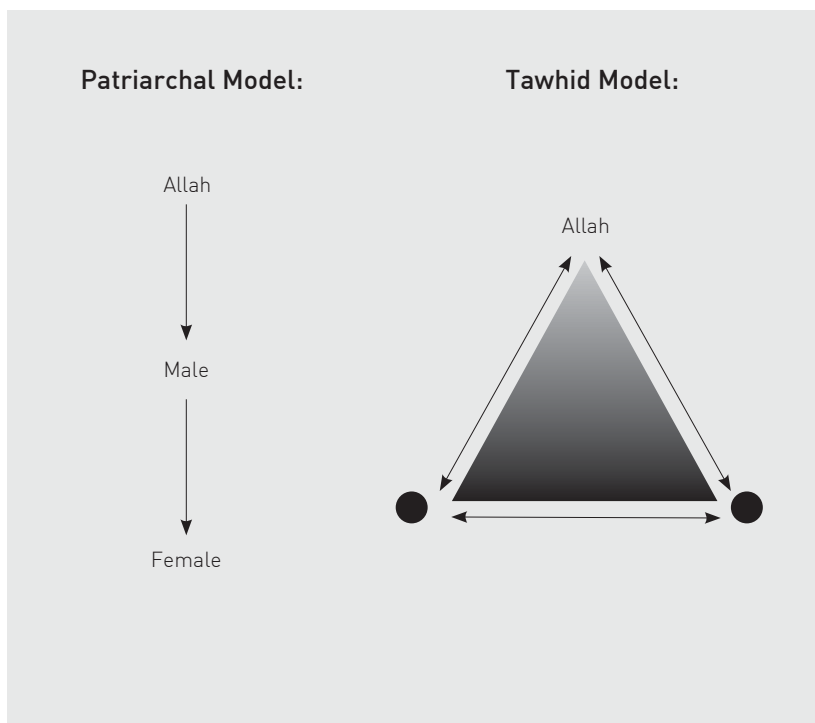 Patriarchal Model:
Allah
Male
Female
Tawhid Model:
Allah